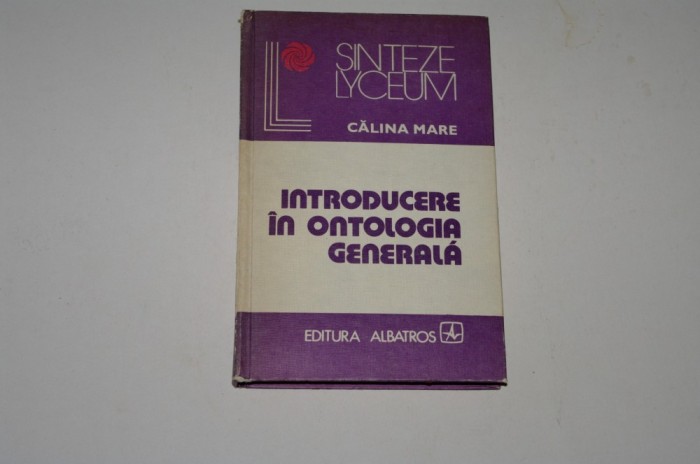 SINTEZE
LYCEUM
CĂLINA MARE
INTRODUCERE
ÎN ONTOLOGIA
GENERALĂ
EDITURA ALBATROS